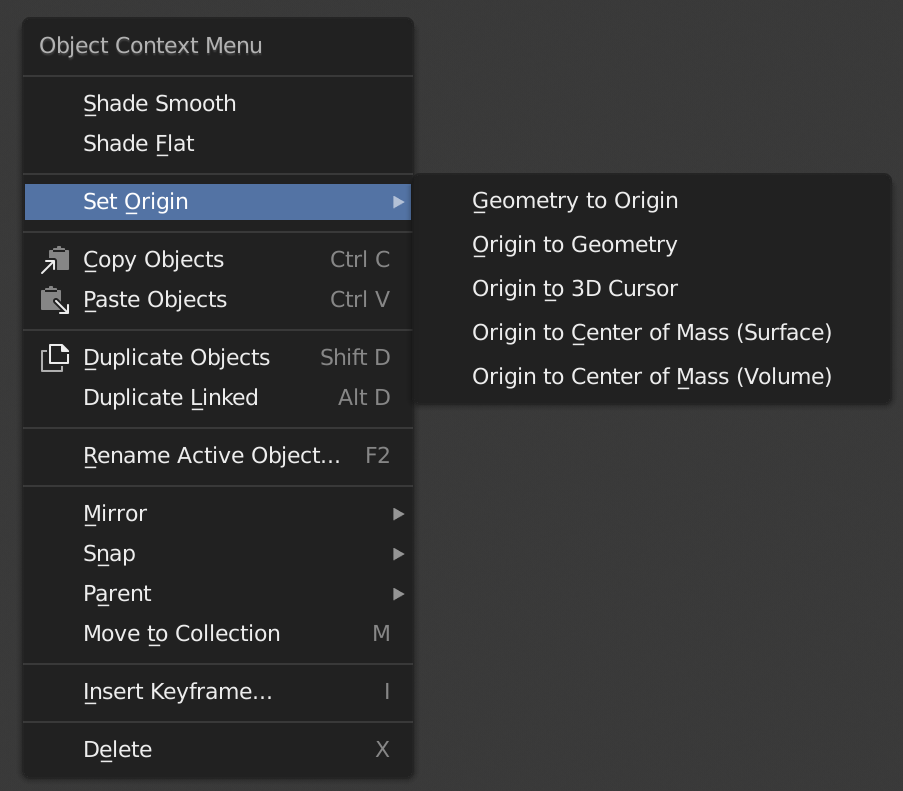 Object Context Menu
Shade Smooth
Shade Flat
Set Origin
Geometry to Origin
Origin to Geometry
Origin to 3D Cursor
Origin to Center of Mass (Surface)
Origin to Center of Mass (Volume)
Copy Objects Ctrl C
Paste Objects Ctrl V
Duplicate Objects Shift D
Duplicate Linked Alt D
Rename Active Object... F2
Mirror
Snap
Parent
Move to Collection M
Insert Keyframe... I
Delete X